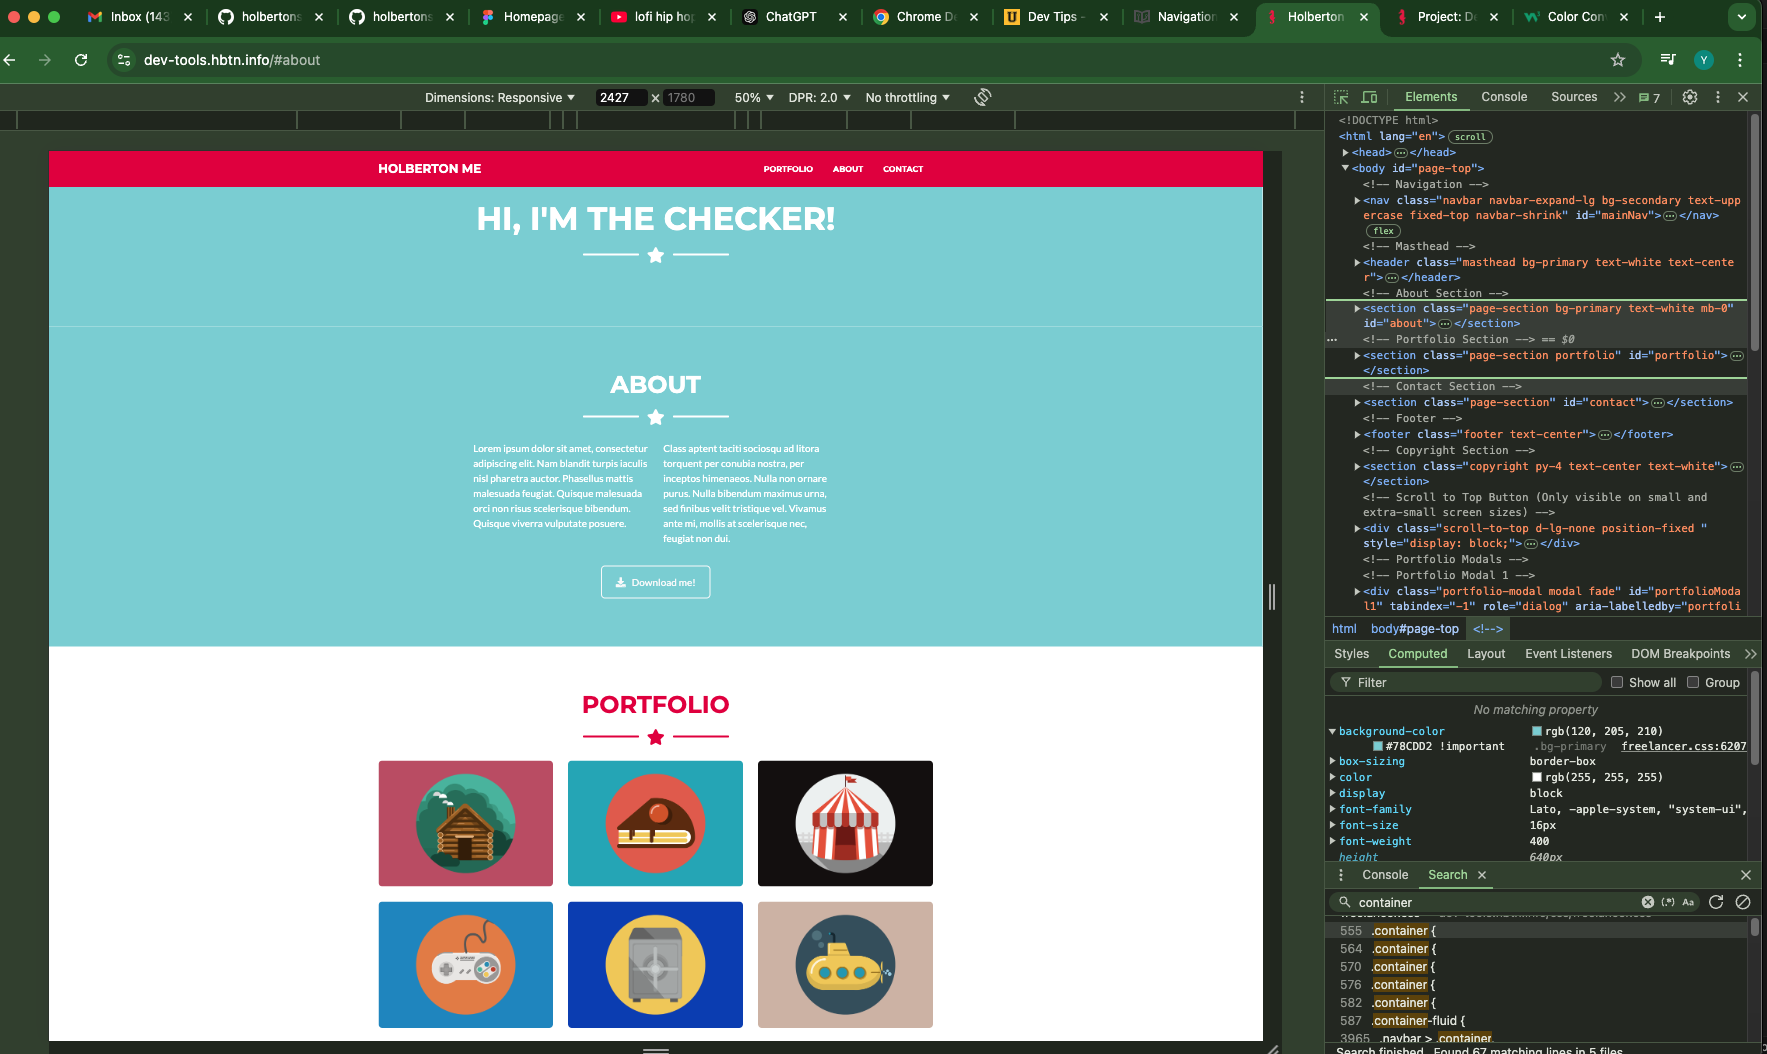 Inbox (143
holbertons
holbertons
Homepage
lofi hip hop
ChatGPT
Chrome De
Dev Tips -
Navigation
Holberton
Project: De
Color Con
dev-tools.hbtn.info/#about
Y
Dimensions: Responsive
2427
×
1780
50%
DPR: 2.0
No throttling
HOLBERTON ME
PORTFOLIO
ABOUT
CONTACT
HI, I'M THE CHECKER!
ABOUT
Lorem ipsum dolor sit amet, consectetur
adipiscing elit. Nam blandit turpis iaculis
nisl pharetra auctor. Phasellus mattis
malesuada feugiat. Quisque malesuada
orci non risus scelerisque bibendum.
Quisque viverra vulputate posuere.
Class aptent taciti sociosqu ad litora
torquent per conubia nostra, per
inceptos himenaeos. Nulla non ornare
purus. Nulla bibendum maximus urna,
sed finibus velit tristique vel. Vivamus
ante mi, mollis at scelerisque nec,
feugiat non dui.
Download me!
PORTFOLIO
Elements
Console
Sources
7
<!DOCTYPE html>
<html lang="en"> scroll
<head>…</head>
<body id="page-top">
<!-- Navigation -->
<nav class="navbar navbar-expand-lg bg-secondary text-upp
ercase fixed-top navbar-shrink" id="mainNav">…</nav>
flex
<!-- Masthead -->
<header class="masthead bg-primary text-white text-cente
r">…</header>
<!-- About Section -->
<section class="page-section bg-primary text-white mb-0"
id="about">…</section>
<!-- Portfolio Section --> == $0
<section class="page-section portfolio" id="portfolio">…
</section>
<!-- Contact Section -->
<section class="page-section" id="contact">…</section>
<!-- Footer -->
<footer class="footer text-center">…</footer>
<!-- Copyright Section -->
<section class="copyright py-4 text-center text-white">…
</section>
<!-- Scroll to Top Button (Only visible on small and
extra-small screen sizes) -->
<div class="scroll-to-top d-lg-none position-fixed "
style="display: block;">…</div>
<!-- Portfolio Modals -->
<!-- Portfolio Modal 1 -->
<div class="portfolio-modal modal fade" id="portfolioModa
l1" tabindex="-1" role="dialog" aria-labelledby="portfoli
html
body#page-top
<!-->
Styles
Computed
Layout
Event Listeners
DOM Breakpoints
Filter
Show all
Group
No matching property
background-color
rgb(120, 205, 210)
#78CDD2 !important
.bg-primary
freelancer.css:6207
box-sizing
border-box
color
rgb(255, 255, 255)
display
block
font-family
Lato, -apple-system, "system-ui",
font-size
16px
font-weight
400
height
640px
Console
Search
container
(.*)
Aa
555 .container {
564 .container {
570 .container {
576 .container {
582 .container {
587 .container-fluid {
3965 .navbar > .container,
Search finished. Found 67 matching lines in 5 files.